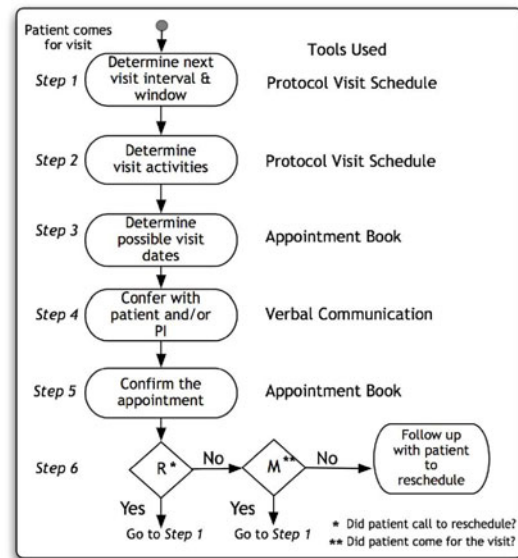 Patient comes
for visit
Tools Used
Step 1
Determine next
visit interval &
window
Protocol Visit Schedule
Step 2
Determine
visit activities
Protocol Visit Schedule
Step 3
Determine
possible visit
dates
Appointment Book
Step 4
Confer with
patient and/or
PI
Verbal Communication
Step 5
Confirm the
appointment
Appointment Book
Step 6
R*
No
M**
No
Follow up
with patient
to
reschedule
Yes
Yes
Go to Step 1
Go to Step 1
* Did patient call to reschedule?
** Did patient come for the visit?